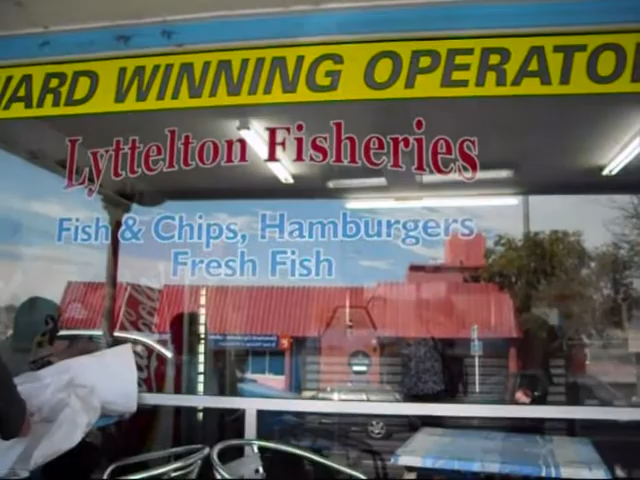 WARD WINNING OPERATO
Lyttelton Fisheries
Fish & Chips, Hamburgers
Fresh Fish